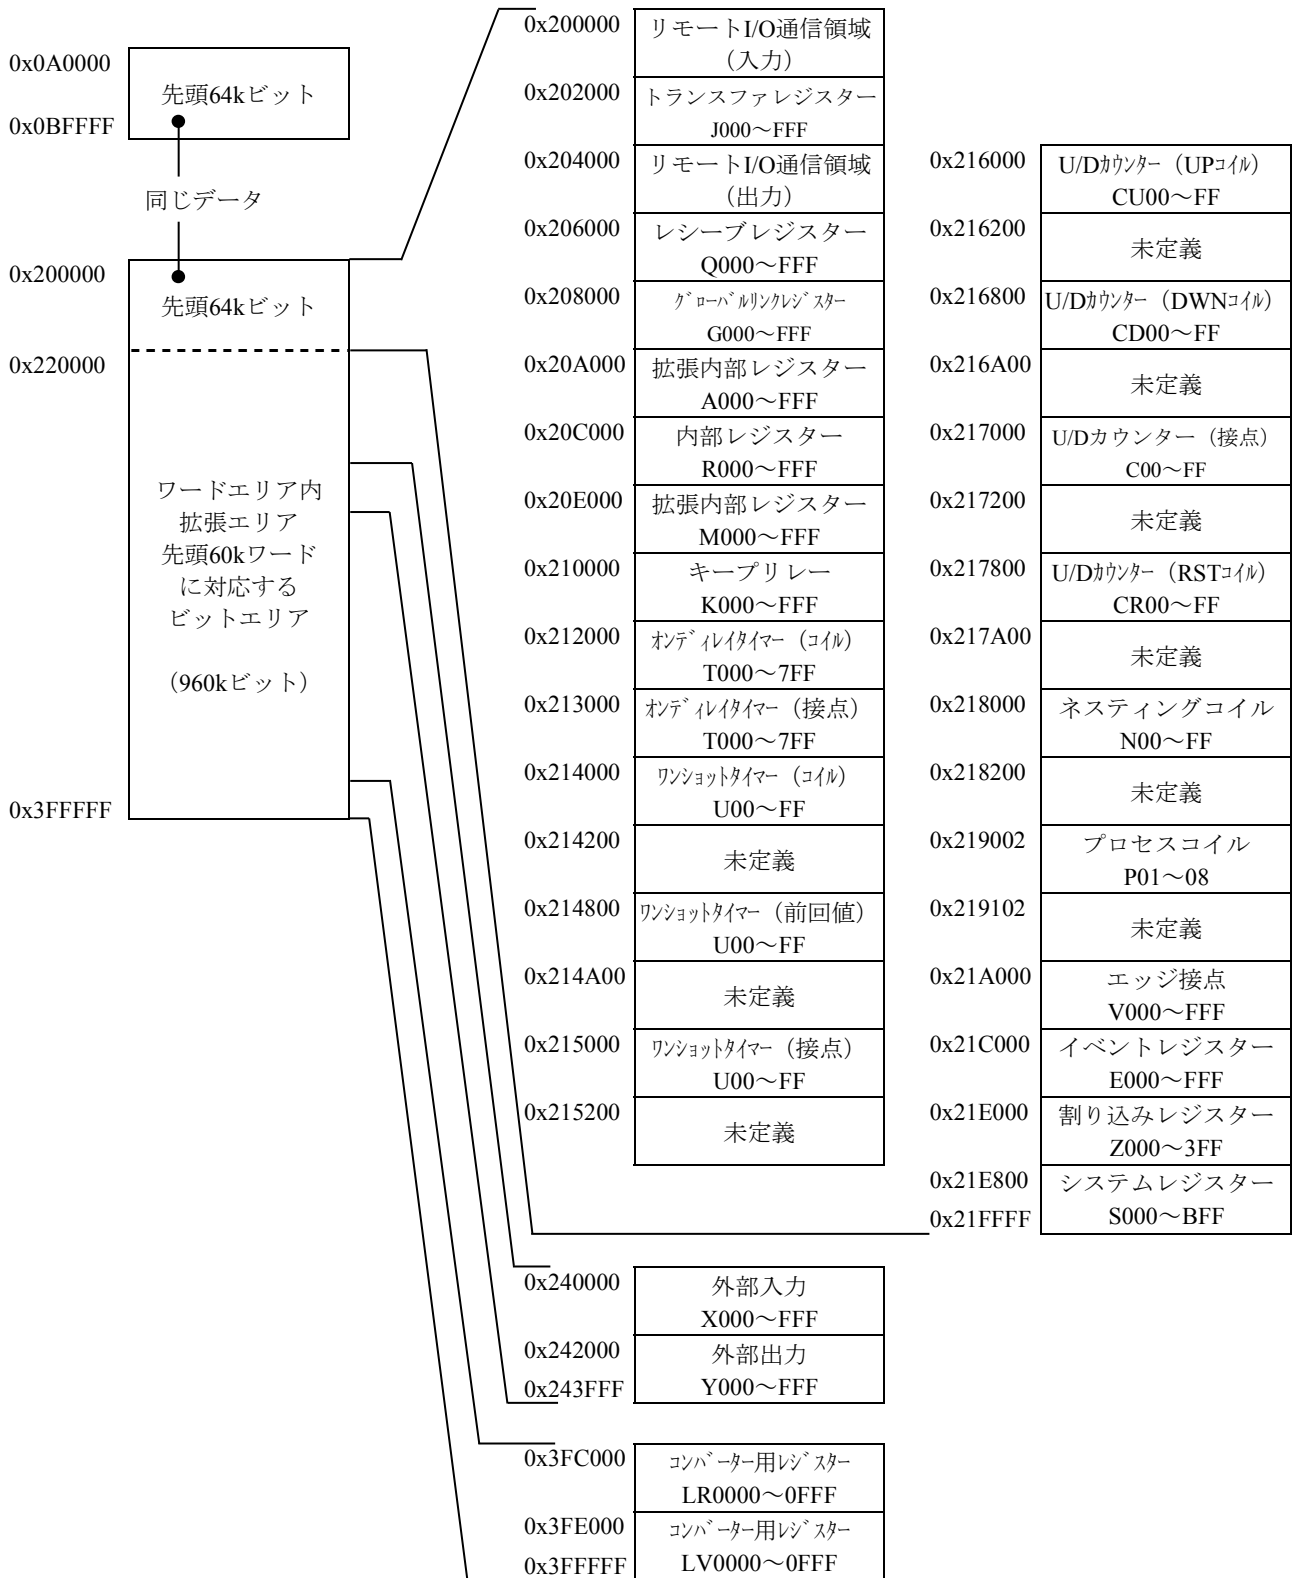 0x0A0000
先頭64kビット
0x0BFFFF
同じデータ
0x200000
先頭64kビット
0x220000
ワードエリア内
拡張エリア
先頭60kワード
に対応する
ビットエリア
（960kビット）
0x3FFFFF
0x200000
リモートI/O通信領域
（入力）
0x202000
トランスファレジスター
J000～FFF
0x204000
リモートI/O通信領域
（出力）
0x206000
レシーブレジスター
Q000～FFF
0x208000
ｸﾞﾛｰﾊﾞﾙﾘﾝｸﾚｼﾞｽﾀｰ
G000～FFF
0x20A000
拡張内部レジスター
A000～FFF
0x20C000
内部レジスター
R000～FFF
0x20E000
拡張内部レジスター
M000～FFF
0x210000
キープリレー
K000～FFF
0x212000
ｵﾝﾃﾞｨﾚｲﾀｲﾏｰ（ｺｲﾙ）
T000～7FF
0x213000
ｵﾝﾃﾞｨﾚｲﾀｲﾏｰ（接点）
T000～7FF
0x214000
ﾜﾝｼｮｯﾄﾀｲﾏｰ（ｺｲﾙ）
U00～FF
0x214200
未定義
0x214800
ﾜﾝｼｮｯﾄﾀｲﾏｰ（前回値）
U00～FF
0x214A00
未定義
0x215000
ﾜﾝｼｮｯﾄﾀｲﾏｰ（接点）
U00～FF
0x215200
未定義
0x216000
U/Dｶｳﾝﾀｰ（UPｺｲﾙ）
CU00～FF
0x216200
未定義
0x216800
U/Dｶｳﾝﾀｰ（DWNｺｲﾙ）
CD00～FF
0x216A00
未定義
0x217000
U/Dカウンター（接点）
C00～FF
0x217200
未定義
0x217800
U/Dｶｳﾝﾀｰ（RSTｺｲﾙ）
CR00～FF
0x217A00
未定義
0x218000
ネスティングコイル
N00～FF
0x218200
未定義
0x219002
プロセスコイル
P01～08
0x219102
未定義
0x21A000
エッジ接点
V000～FFF
0x21C000
イベントレジスター
E000～FFF
0x21E000
割り込みレジスター
Z000～3FF
0x21E800
システムレジスター
S000～BFF
0x21FFFF
0x240000
外部入力
X000～FFF
0x242000
外部出力
Y000～FFF
0x243FFF
0x3FC000
ｺﾝﾊﾞｰﾀｰ用ﾚｼﾞｽﾀｰ
LR0000～0FFF
0x3FE000
ｺﾝﾊﾞｰﾀｰ用ﾚｼﾞｽﾀｰ
LV0000～0FFF
0x3FFFFF